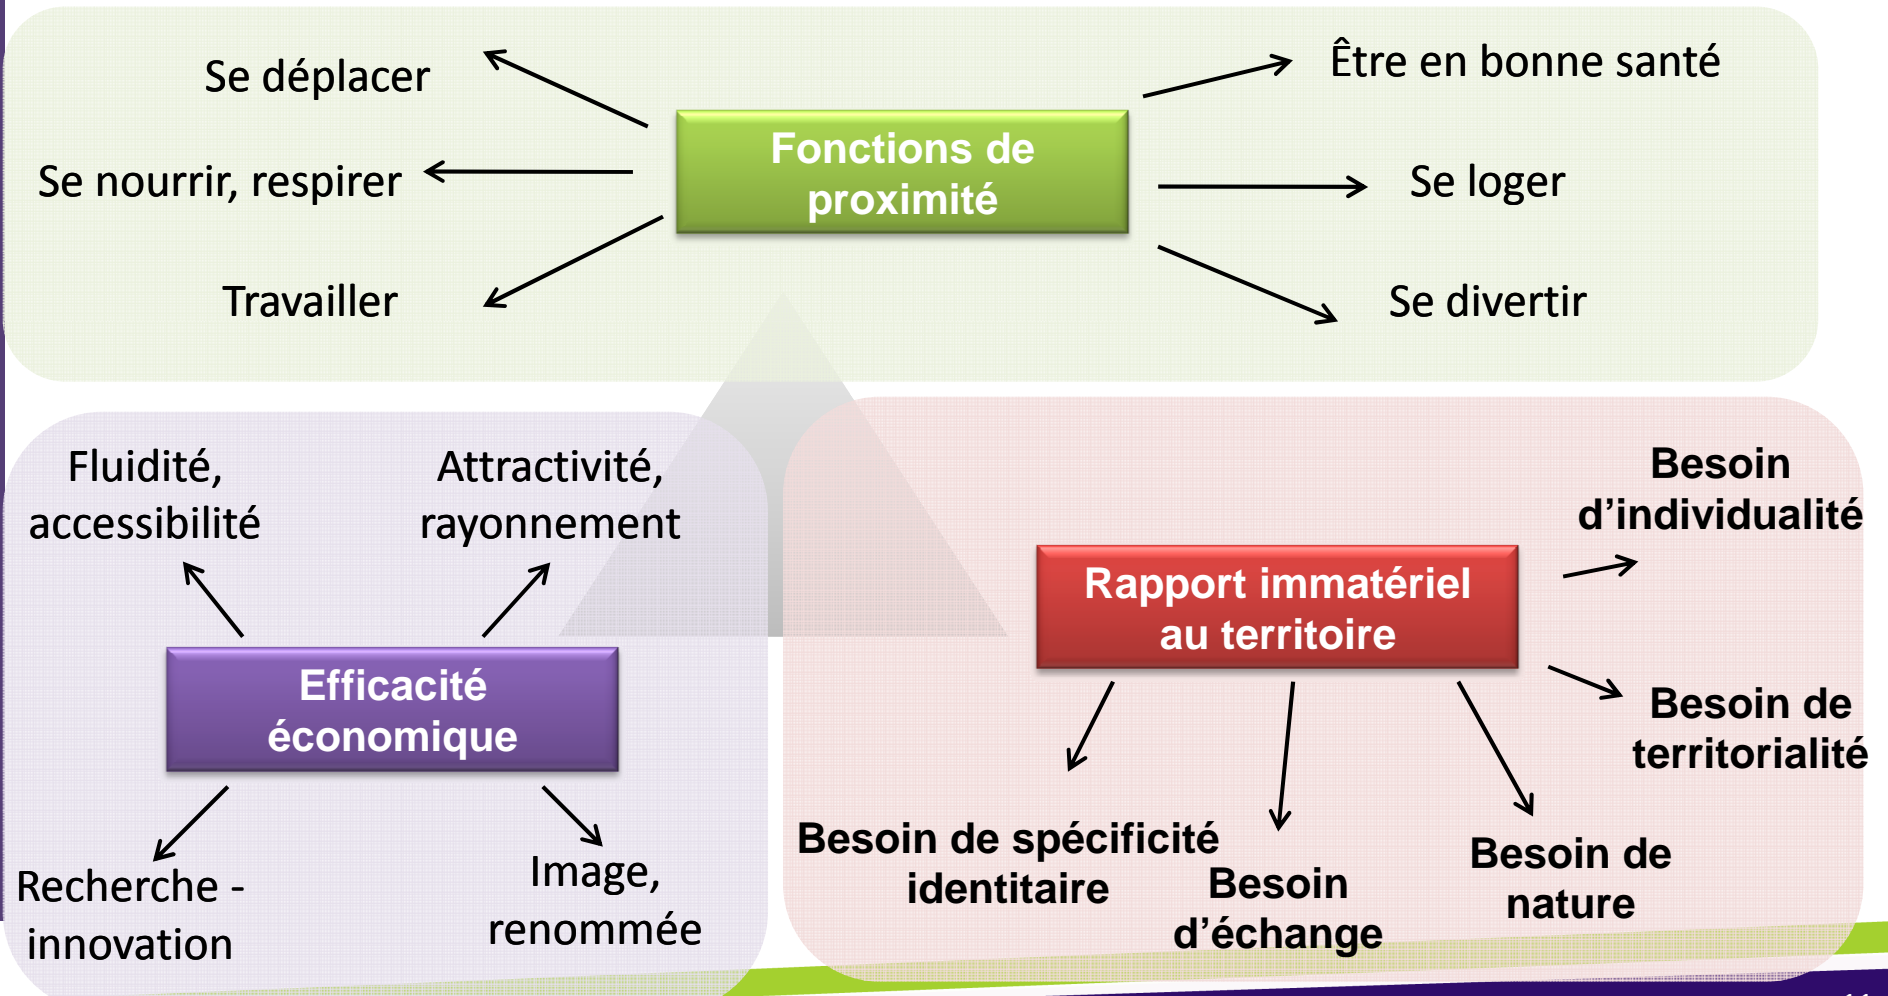 Se déplacer
Être en bonne santé
Fonctions de
proximité
Se nourrir, respirer
Se loger
Travailler
Se divertir
Fluidité,
accessibilité
Attractivité,
rayonnement
Efficacité
économique
Recherche -
innovation
Image,
renommée
Besoin
d’individualité
Rapport immatériel
au territoire
Besoin de
territorialité
Besoin de spécificité
identitaire
Besoin
d’échange
Besoin de
nature